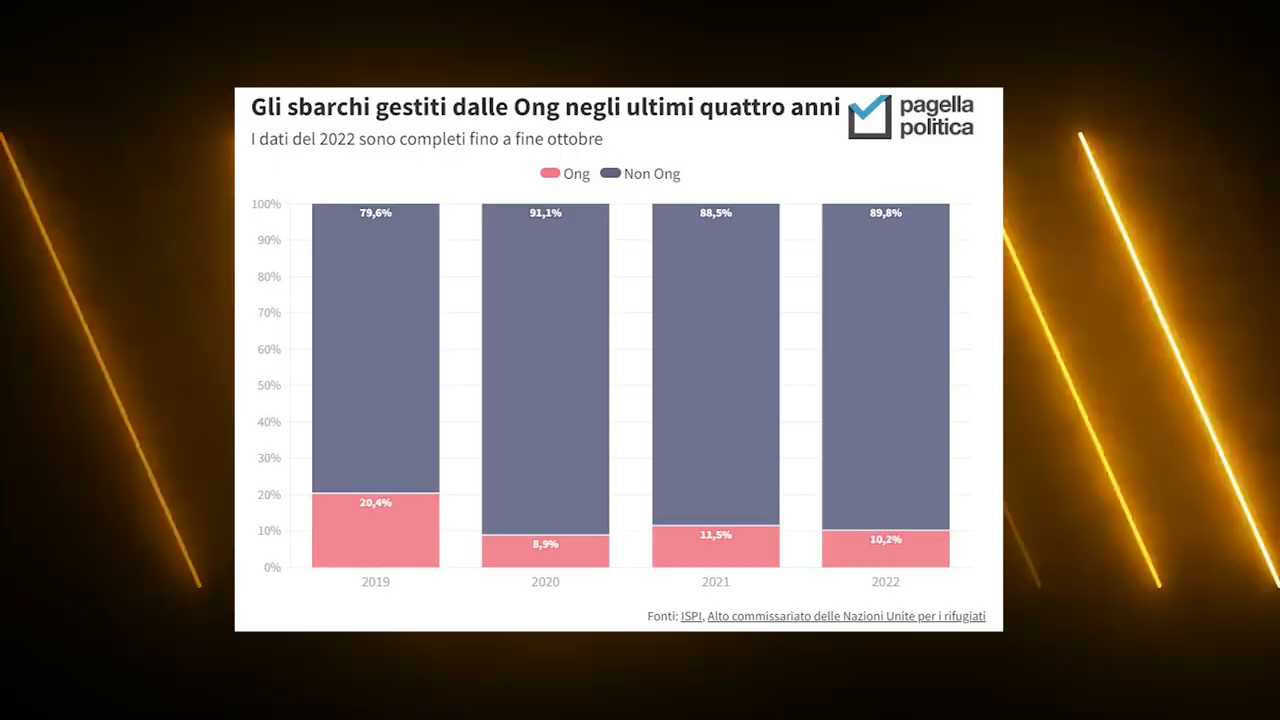 Gli sbarchi gestiti dalle Ong negli ultimi quattro anni
pagella
politica
I dati del 2022 sono completi fino a fine ottobre
Ong Non Ong
100%
90%
80%
70%
60%
50%
40%
30%
20%
10%
0%
79,6% 91,1% 88,5% 89,8%
20,4% 8,9% 11,5% 10,2%
2019 2020 2021 2022
Fonti: ISPI, Alto commissariato delle Nazioni Unite per i rifugiati